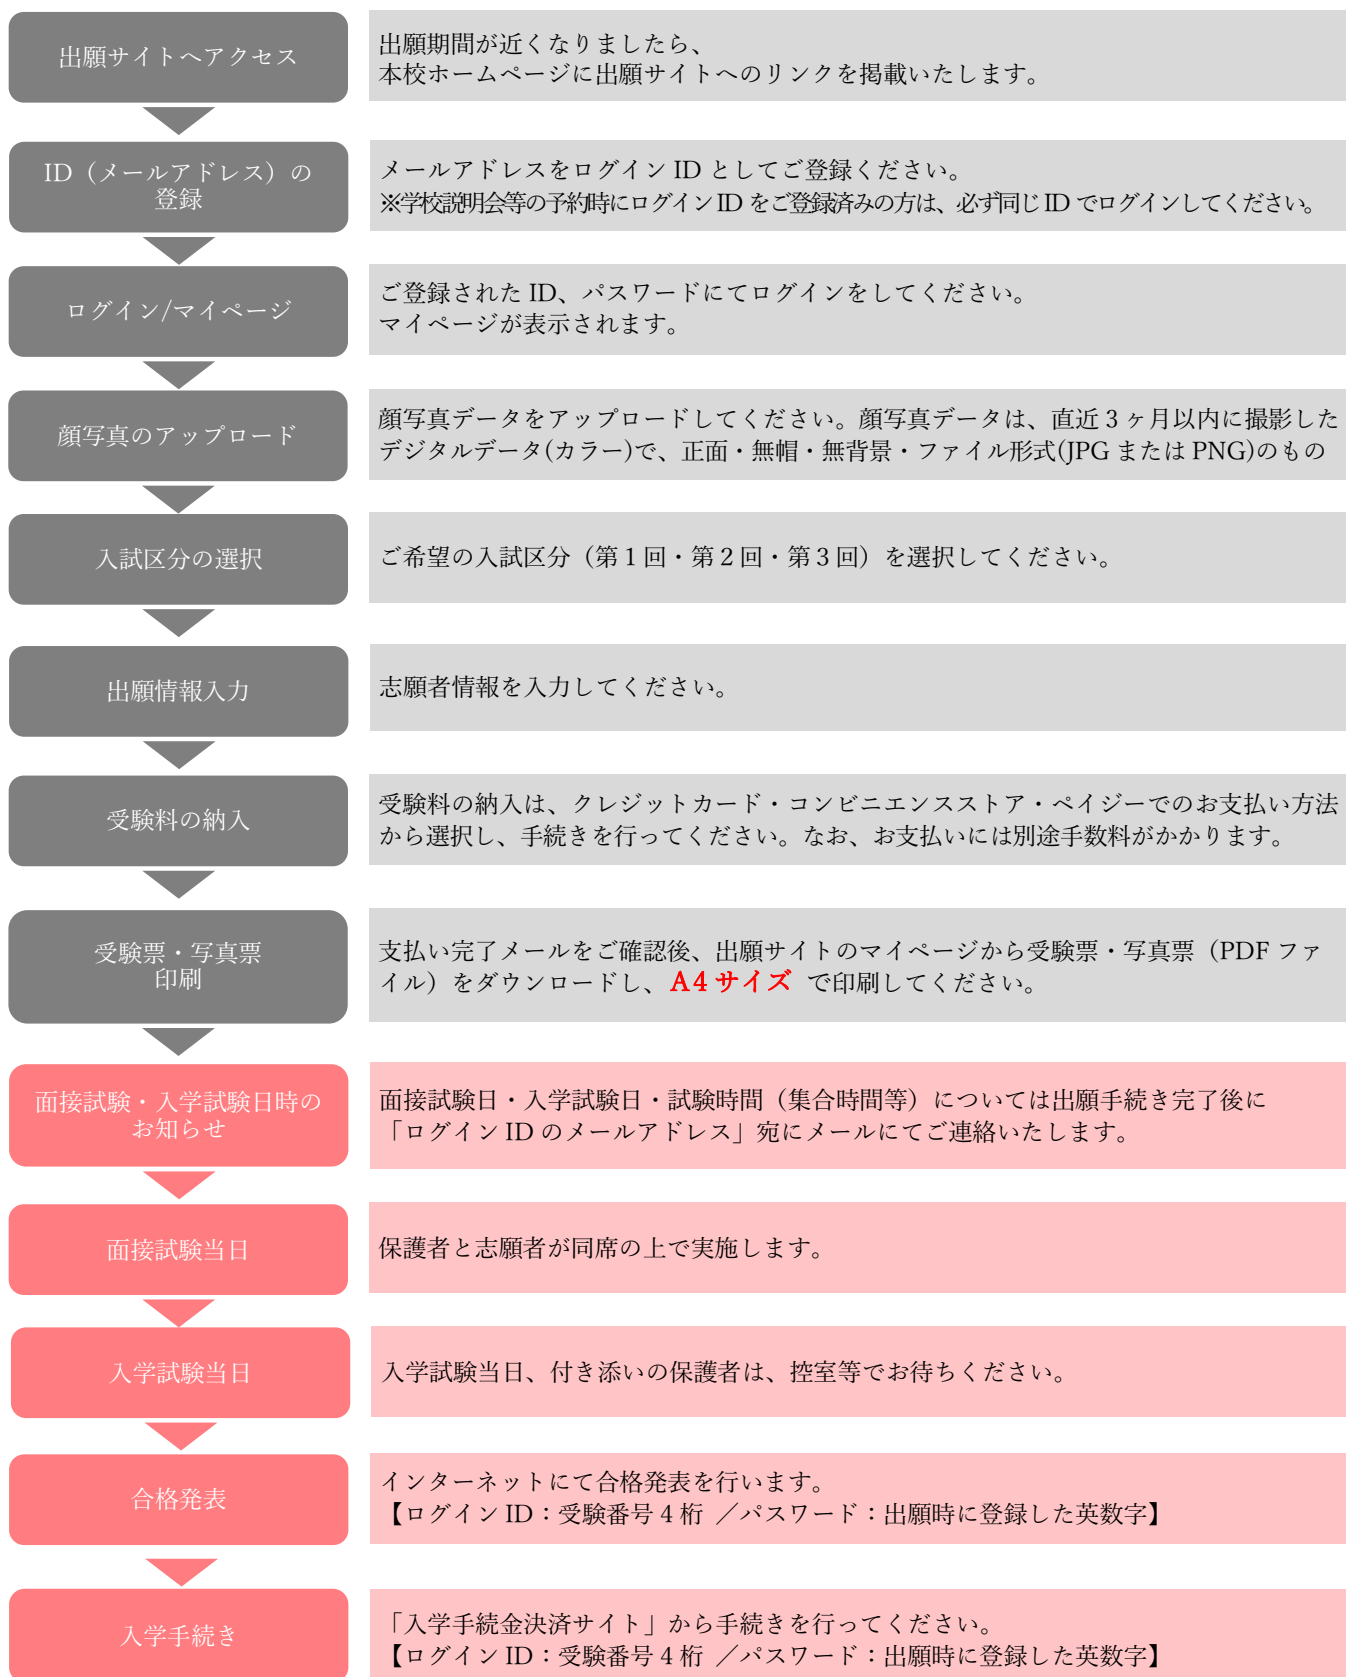 出願サイトへアクセス
出願期間が近くなりましたら、
本校ホームページに出願サイトへのリンクを掲載いたします。
ID（メールアドレス）の
登録
メールアドレスをログイン ID としてご登録ください。
※学校説明会等の予約時にログイン ID をご登録済みの方は、必ず同じ ID でログインしてください。
ログイン/マイページ
ご登録された ID、パスワードにてログインをしてください。
マイページが表示されます。
顔写真のアップロード
顔写真データをアップロードしてください。顔写真データは、直近 3 ヶ月以内に撮影した
デジタルデータ(カラー)で、正面・無帽・無背景・ファイル形式(JPG または PNG)のもの
入試区分の選択
ご希望の入試区分（第１回・第２回・第３回）を選択してください。
出願情報入力
志願者情報を入力してください。
受験料の納入
受験料の納入は、クレジットカード・コンビニエンスストア・ペイジーでのお支払い方法
から選択し、手続きを行ってください。なお、お支払いには別途手数料がかかります。
受験票・写真票
印刷
支払い完了メールをご確認後、出願サイトのマイページから受験票・写真票（PDF ファ
イル）をダウンロードし、A4 サイズ で印刷してください。
面接試験・入学試験日時の
お知らせ
面接試験日・入学試験日・試験時間（集合時間等）については出願手続き完了後に
「ログイン ID のメールアドレス」宛にメールにてご連絡いたします。
面接試験当日
保護者と志願者が同席の上で実施します。
入学試験当日
入学試験当日、付き添いの保護者は、控室等でお待ちください。
合格発表
インターネットにて合格発表を行います。
【ログイン ID：受験番号 4 桁 ／パスワード：出願時に登録した英数字】
入学手続き
「入学手続金決済サイト」から手続きを行ってください。
【ログイン ID：受験番号 4 桁 ／パスワード：出願時に登録した英数字】